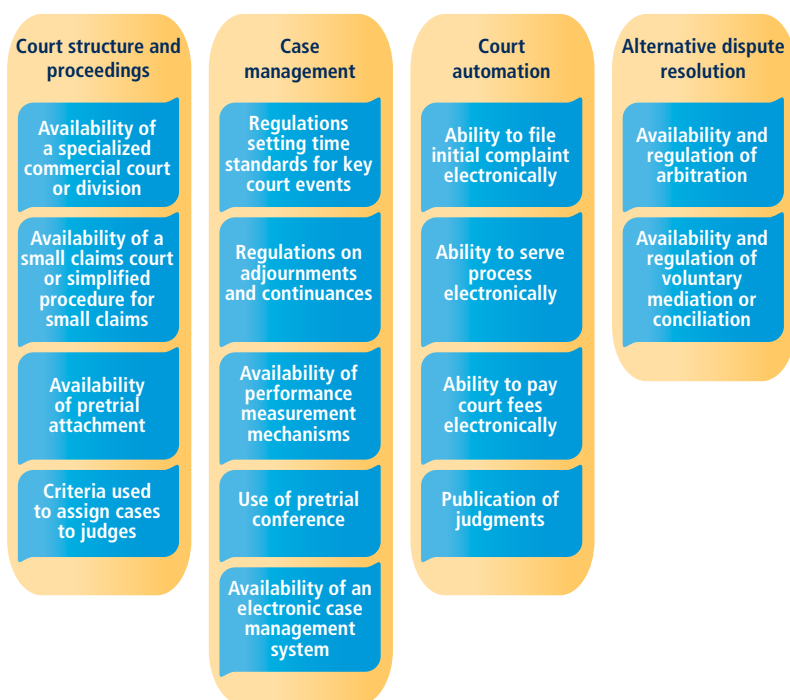 Court structure and
proceedings
Availability of
a specialized
commercial court
or division
Availability of a
small claims court
or simplified
procedure for
small claims
Availability
of pretrial
attachment
Criteria used
to assign cases
to judges
Case
management
Regulations
setting time
standards for key
court events
Regulations on
adjournments
and continuances
Availability of
performance
measurement
mechanisms
Use of pretrial
conference
Availability of an
electronic case
management
system
Court
automation
Ability to file
initial complaint
electronically
Ability to serve
process
electronically
Ability to pay
court fees
electronically
Publication of
judgments
Alternative dispute
resolution
Availability and
regulation of
arbitration
Availability and
regulation of
voluntary
mediation or
conciliation